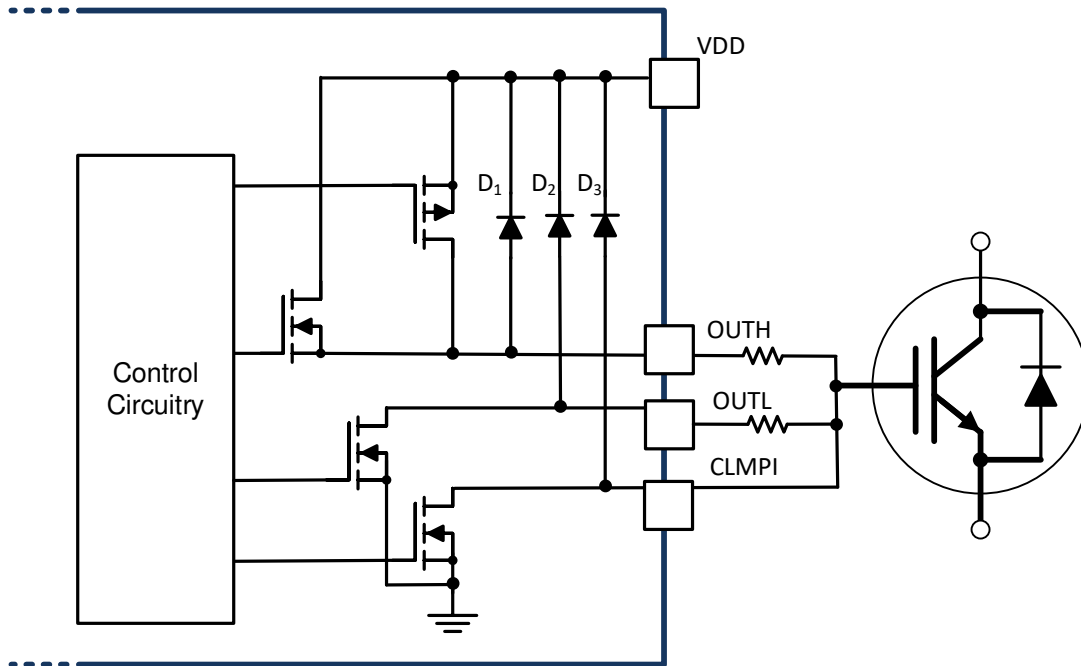 VDD
D1 D2 D3
OUTH
Control
Circuitry
OUTL
CLMPI